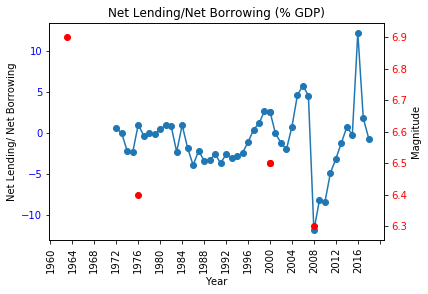 Net Lending/Net Borrowing (% GDP)
Net Lending/ Net Borrowing
10
5
0
−5
−10
6.9
6.8
6.7
6.6
6.5
6.4
6.3
Magnitude
1960 1964 1968 1972 1976 1980 1984 1988 1992 1996 2000 2004 2008 2012 2016
Year